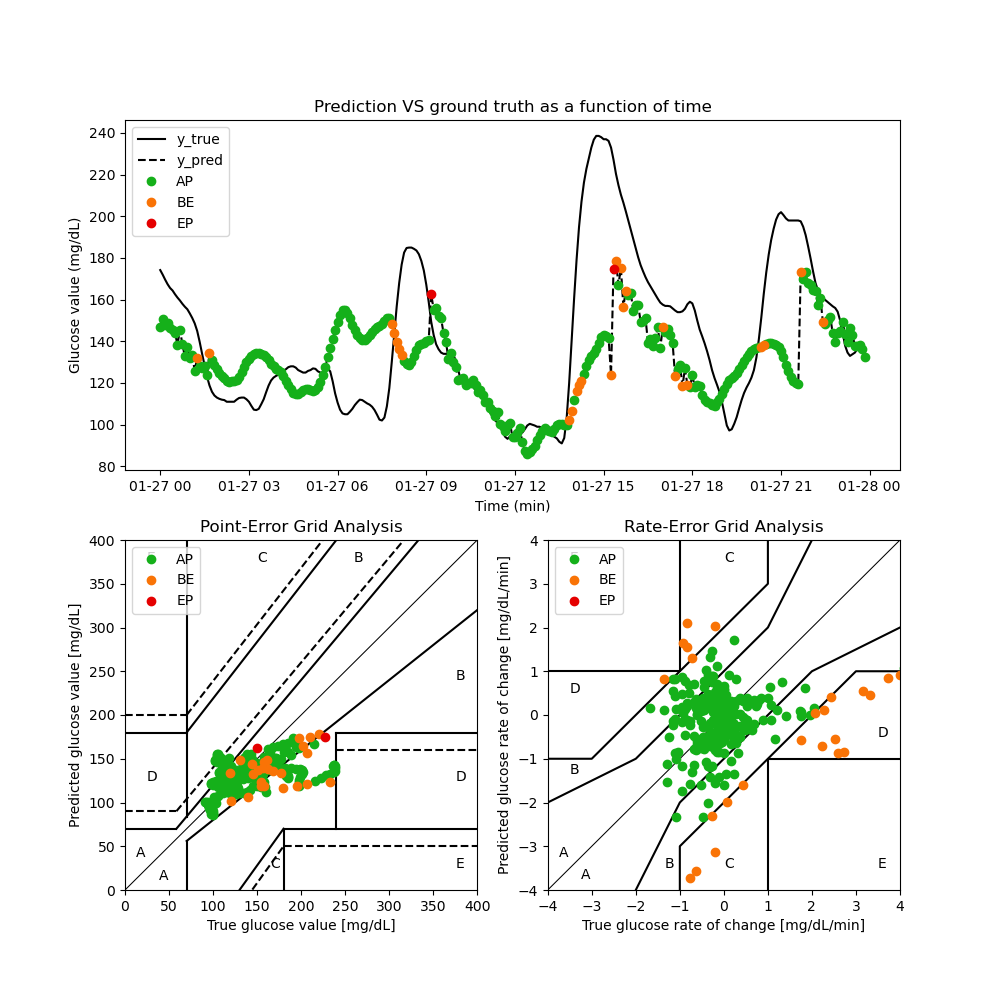 Prediction VS ground truth as a function of time
Glucose value (mg/dL)
240
220
200
180
160
140
120
100
80
y_true
y_pred
AP
BE
EP
01-27 00
01-27 03
01-27 06
01-27 09
01-27 12
01-27 15
01-27 18
01-27 21
01-28 00
Time (min)
Point-Error Grid Analysis
Predicted glucose value [mg/dL]
400
350
300
250
200
150
100
50
0
AP
BE
EP
C
B
B
D
D
A
A
C
E
0
50
100
150
200
250
300
350
400
True glucose value [mg/dL]
Rate-Error Grid Analysis
Predicted glucose rate of change [mg/dL/min]
4
3
2
1
0
−1
−2
−3
−4
AP
BE
EP
C
D
D
B
A
A
B
C
E
−4
−3
−2
−1
0
1
2
3
4
True glucose rate of change [mg/dL/min]